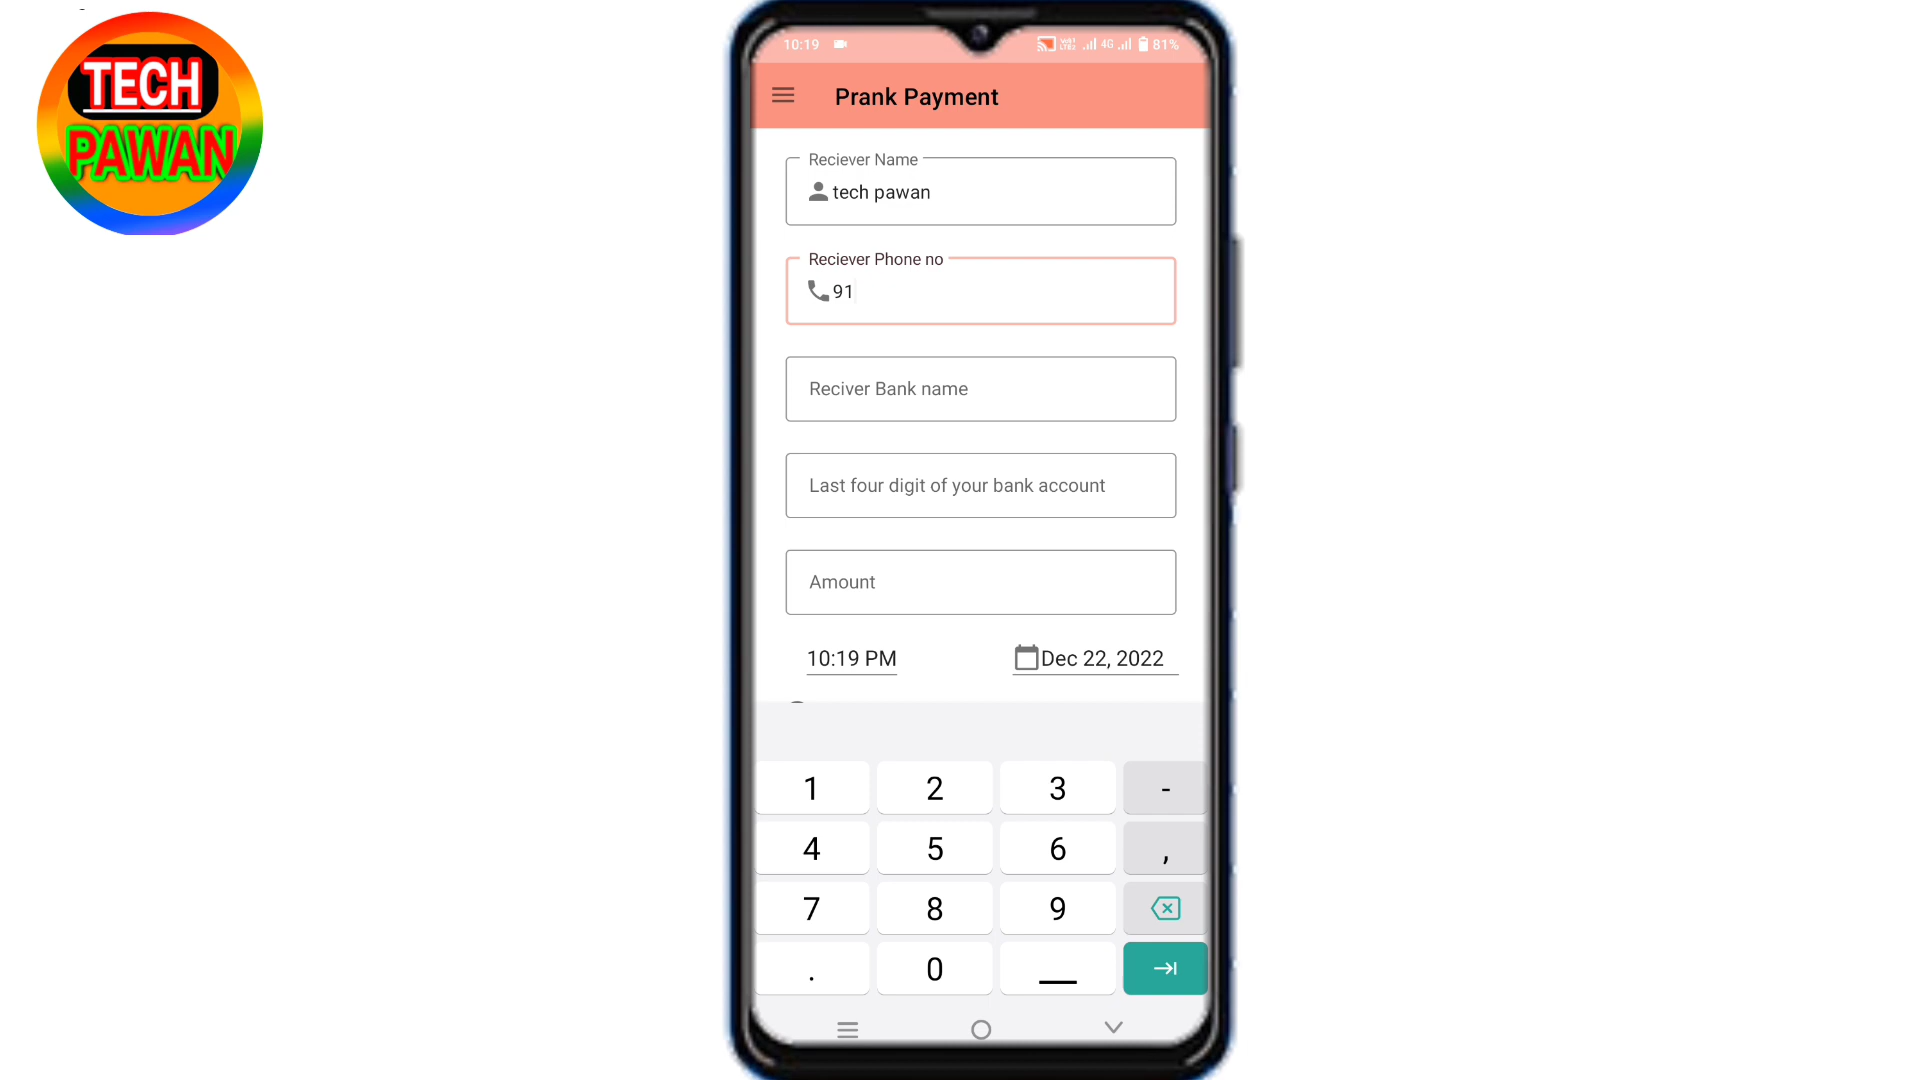 TECH
PAWAN
10:19 4G 81%
Prank Payment
Reciever Name
tech pawan
Reciever Phone no
91
Reciver Bank name
Last four digit of your bank account
Amount
10:19 PM Dec 22, 2022
1 2 3 -
4 5 6 ,
7 8 9
. 0